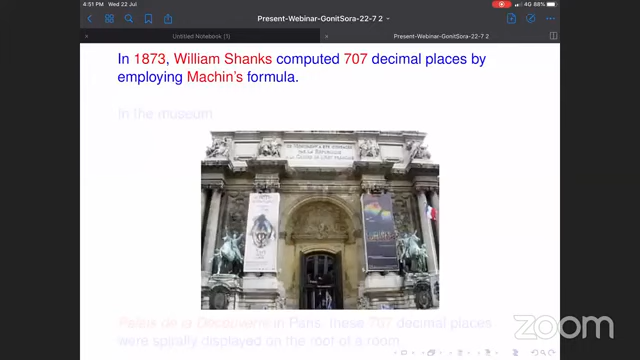 4:51 PM Wed 22 Jul
4G 88%
Present-Webinar-GonitSora-22-7 2
Untitled Notebook (1)
Present-Webinar-GonitSora-22-7 2
In 1873, William Shanks computed 707 decimal places by
employing Machin's formula.
In the museum
Palais de la Découverte in Paris, these 707 decimal places
were spirally displayed on the roof of a room.
zoom